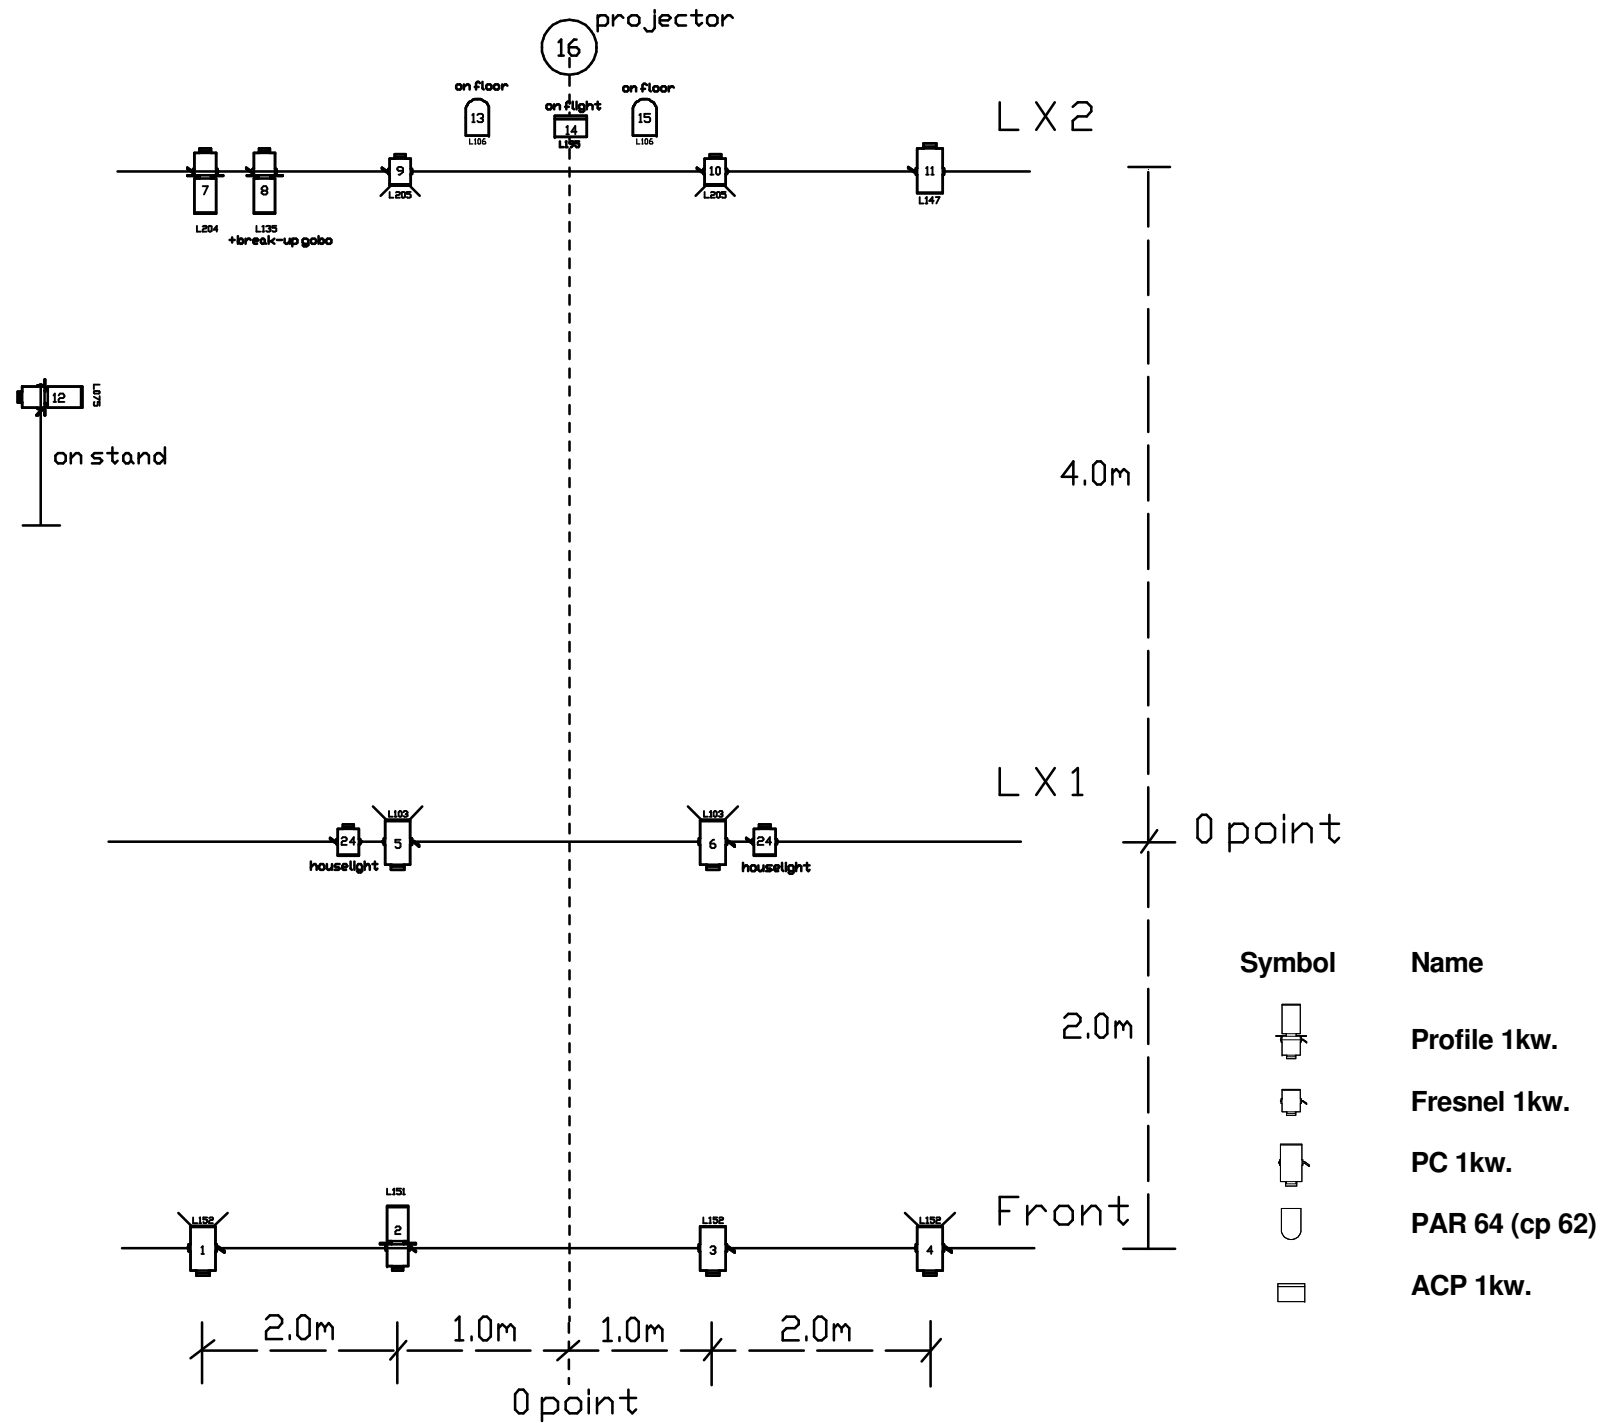 projector
16
on floor
on flight
on floor
13
14
15
L106
L195
L106
LX2
7
8
9
10
11
L204
L135
L205
L205
L147
+break-up gobo
12
L075
on stand
4.0m
LX1
L103
L103
24
5
6
24
houselight
houselight
0 point
2.0m
Symbol Name
Profile 1kw.
Fresnel 1kw.
PC 1kw.
PAR 64 (cp 62)
ACP 1kw.
Front
L152
L151
L152
L152
1
2
3
4
2.0m
1.0m
1.0m
2.0m
0 point